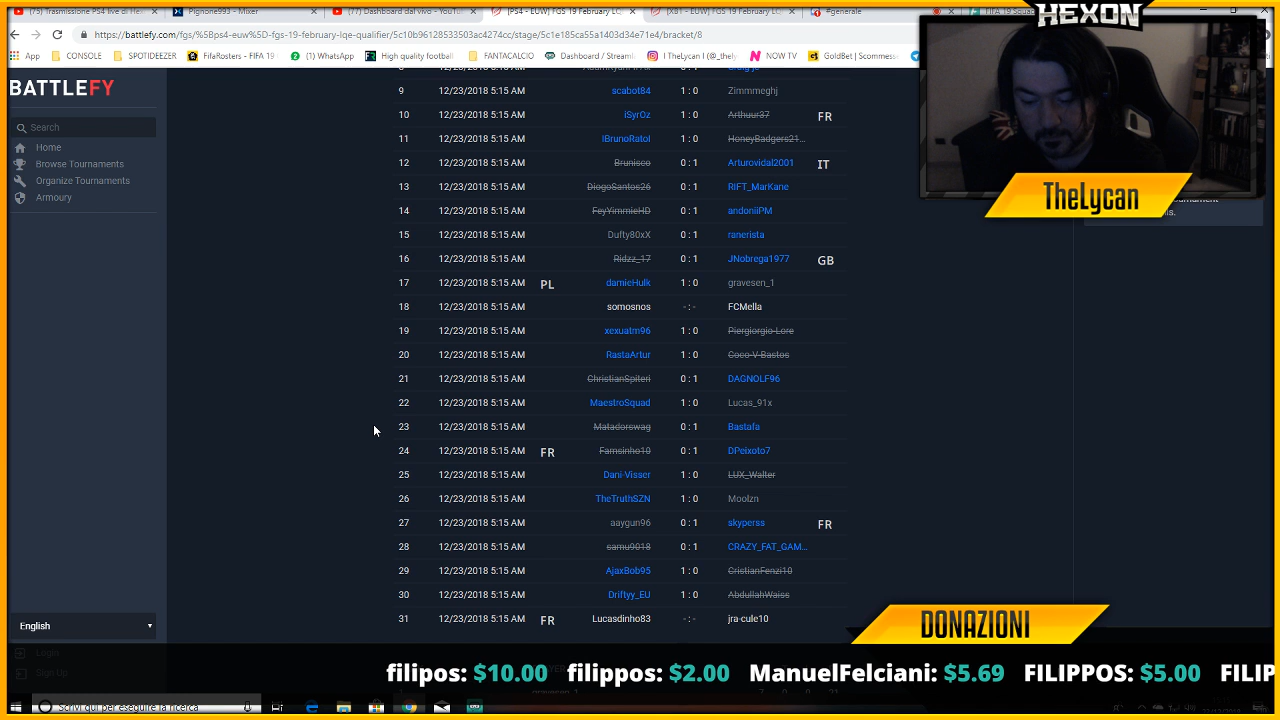 (77) Trasmissione PS4 live di He
Pignone993 - Mixer
(77) Dashboard dal vivo - YouTu
[PS4 - EUW] FGS 19 February LQ
[XB1 - EUW] FGS 19 February LQ
#generale
FIFA 19 Squad
HEXON
https://battlefy.com/fgs/%5Bps4-euw%5D-fgs-19-february-lqe-qualifier/5c10b96128533503ac4274cc/stage/5c1e185ca55a1403d34e71e4/bracket/8
App
CONSOLE
SPOTIDEEZER
FifaRosters - FIFA 19
(1) WhatsApp
High quality football
FANTACALCIO
Dashboard / Streaml
I TheLycan I (@_thely
NOW TV
GoldBet | Scommess
BATTLEFY
Search
Home
Browse Tournaments
Organize Tournaments
Armoury
9 12/23/2018 5:15 AM scabot84 1 : 0 Zimmmeghj
10 12/23/2018 5:15 AM iSyrOz 1 : 0 Arthuur37 FR
11 12/23/2018 5:15 AM IBrunoRatoI 1 : 0 HoneyBadgers21...
12 12/23/2018 5:15 AM Brunisco 0 : 1 Arturovidal2001 IT
13 12/23/2018 5:15 AM DiogoSantos26 0 : 1 RIFT_MarKane
14 12/23/2018 5:15 AM FeyYimmieHD 0 : 1 andoniiPM
15 12/23/2018 5:15 AM Dufty80xX 0 : 1 ranerista
16 12/23/2018 5:15 AM Ridzz_17 0 : 1 JNobrega1977 GB
17 12/23/2018 5:15 AM PL damieHulk 1 : 0 gravesen_1
18 12/23/2018 5:15 AM somosnos - : - FCMella
19 12/23/2018 5:15 AM xexuatm96 1 : 0 Piergiorgio-Lore
20 12/23/2018 5:15 AM RastaArtur 1 : 0 Coco-V-Bastos
21 12/23/2018 5:15 AM ChristianSpiteri 0 : 1 DAGNOLF96
22 12/23/2018 5:15 AM MaestroSquad 1 : 0 Lucas_91x
23 12/23/2018 5:15 AM Matadorswag 0 : 1 Bastafa
24 12/23/2018 5:15 AM FR Famsinho10 0 : 1 DPeixoto7
25 12/23/2018 5:15 AM Dani-Visser 1 : 0 LUX_Walter
26 12/23/2018 5:15 AM TheTruthSZN 1 : 0 Moolzn
27 12/23/2018 5:15 AM aaygun96 0 : 1 skyperss FR
28 12/23/2018 5:15 AM samu9018 0 : 1 CRAZY_FAT_GAM...
29 12/23/2018 5:15 AM AjaxBob95 1 : 0 CristianFenzi10
30 12/23/2018 5:15 AM Driftyy_EU 1 : 0 AbdullahWaiss
31 12/23/2018 5:15 AM FR Lucasdinho83 - : - jra-cule10
TheLycan
English
Login
Sign Up
DONAZIONI
filipos: $10.00 filippos: $2.00 ManuelFelciani: $5.69 FILIPPOS: $5.00 FILIP
Scrivi qui per eseguire la ricerca